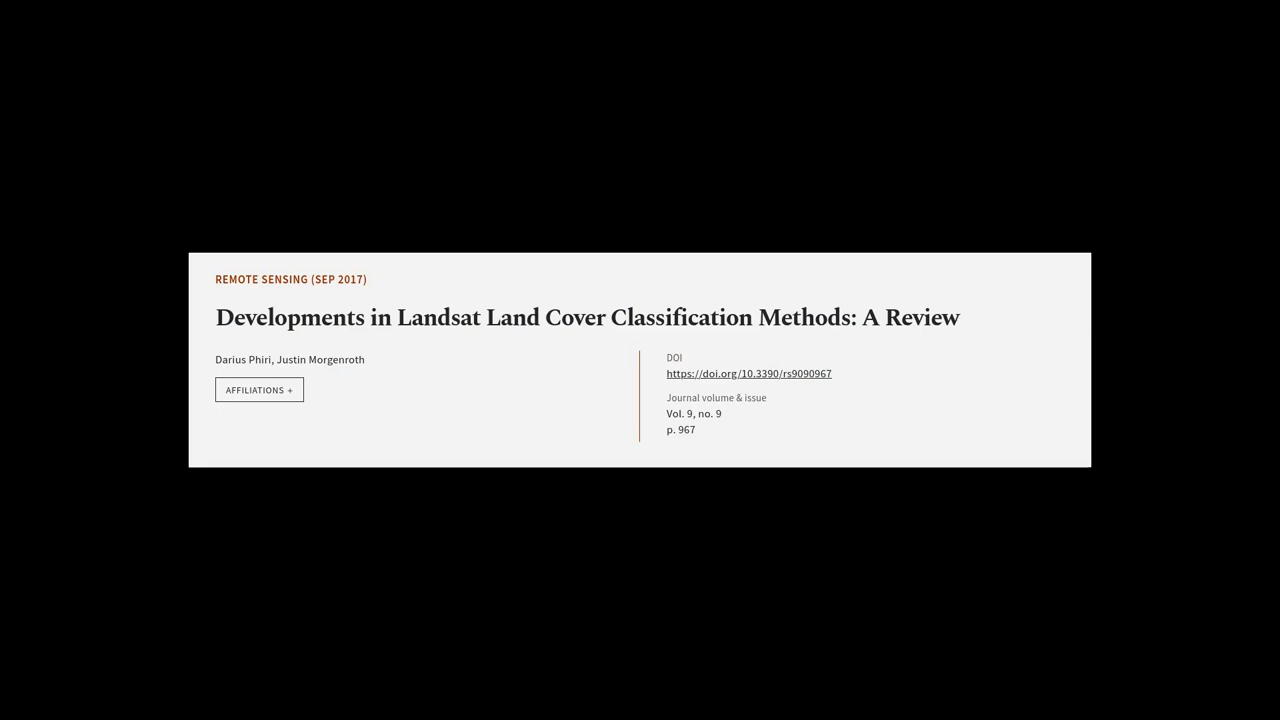 REMOTE SENSING (SEP 2017)
Developments in Landsat Land Cover Classification Methods: A Review
Darius Phiri, Justin Morgenroth
AFFILIATIONS +
DOI
https://doi.org/10.3390/rs9090967
Journal volume & issue
Vol. 9, no. 9
p. 967